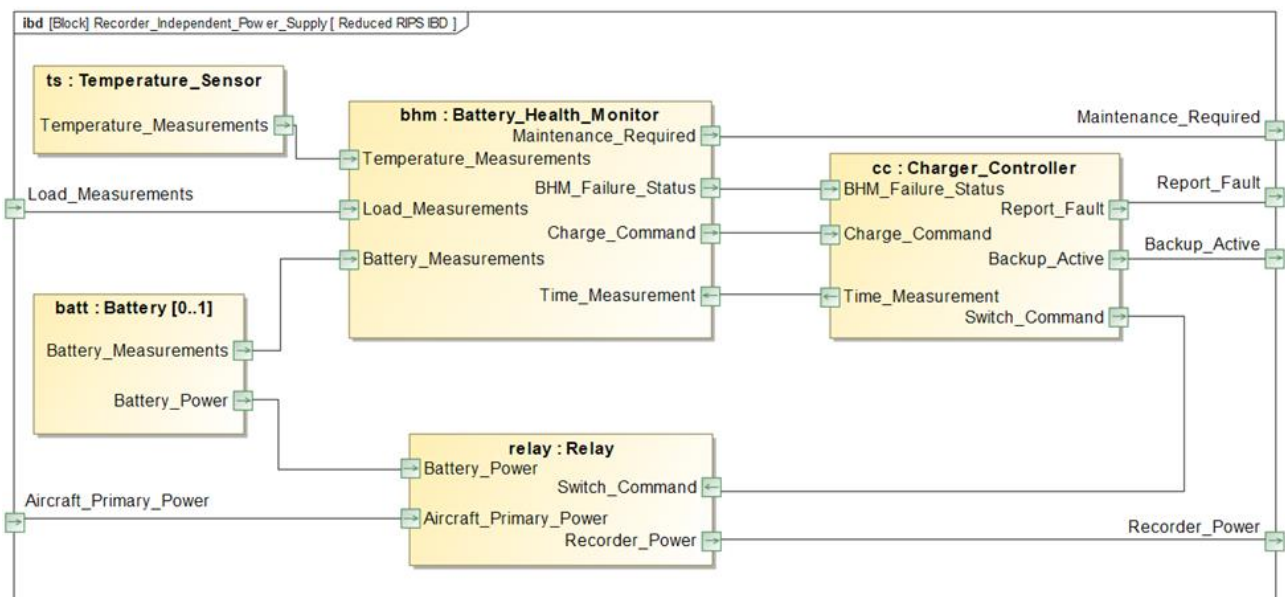 ibd [Block] Recorder_Independent_Power_Supply [ Reduced RIPS IBD ]
ts : Temperature_Sensor
Temperature_Measurements
Load_Measurements
bhm : Battery_Health_Monitor
Maintenance_Required
Temperature_Measurements
BHM_Failure_Status
Load_Measurements
Charge_Command
Battery_Measurements
Time_Measurement
Maintenance_Required
cc : Charger_Controller
BHM_Failure_Status
Report_Fault
Charge_Command
Backup_Active
Time_Measurement
Switch_Command
Report_Fault
Backup_Active
batt : Battery [0..1]
Battery_Measurements
Battery_Power
relay : Relay
Battery_Power
Switch_Command
Aircraft_Primary_Power
Recorder_Power
Aircraft_Primary_Power
Recorder_Power